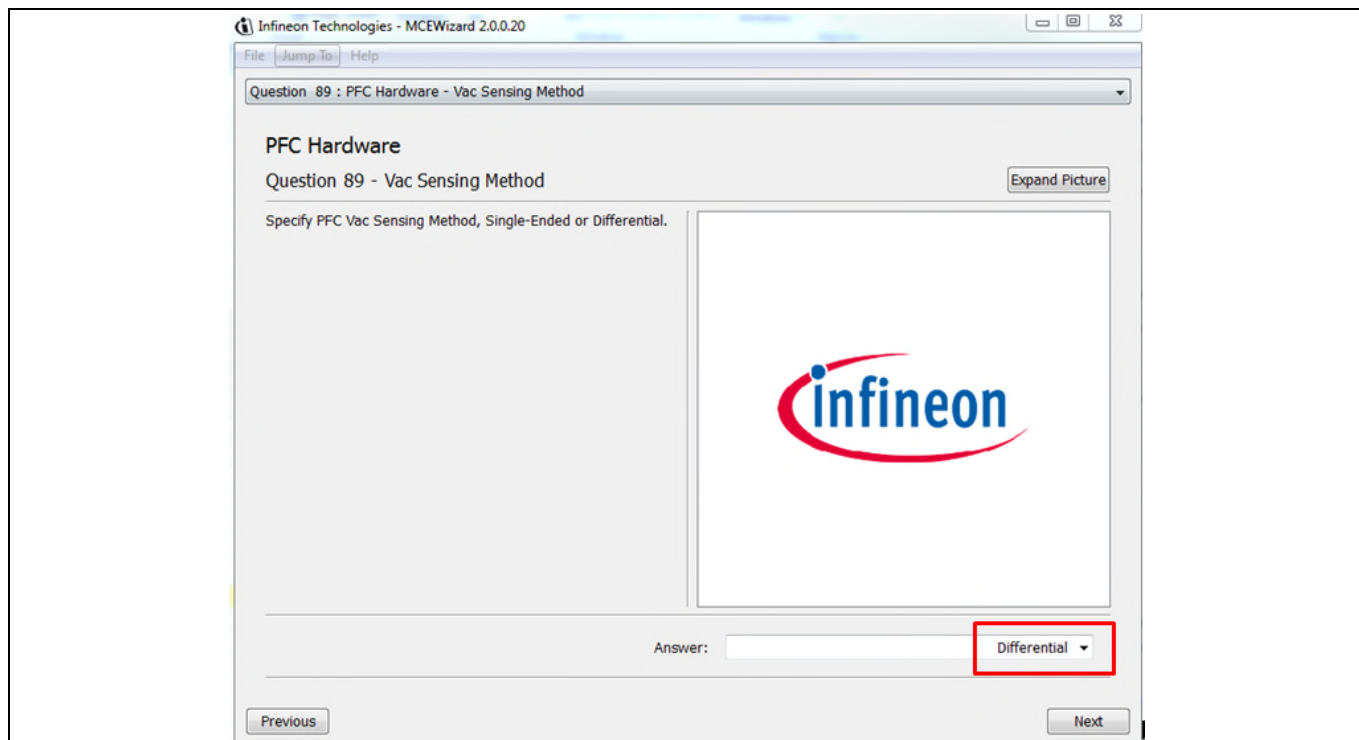 Infineon Technologies - MCEWizard 2.0.0.20
File Jump To Help
Question 89 : PFC Hardware - Vac Sensing Method
PFC Hardware
Question 89 - Vac Sensing Method
Expand Picture
Specify PFC Vac Sensing Method, Single-Ended or Differential.
infineon
Answer:
Differential
Previous
Next